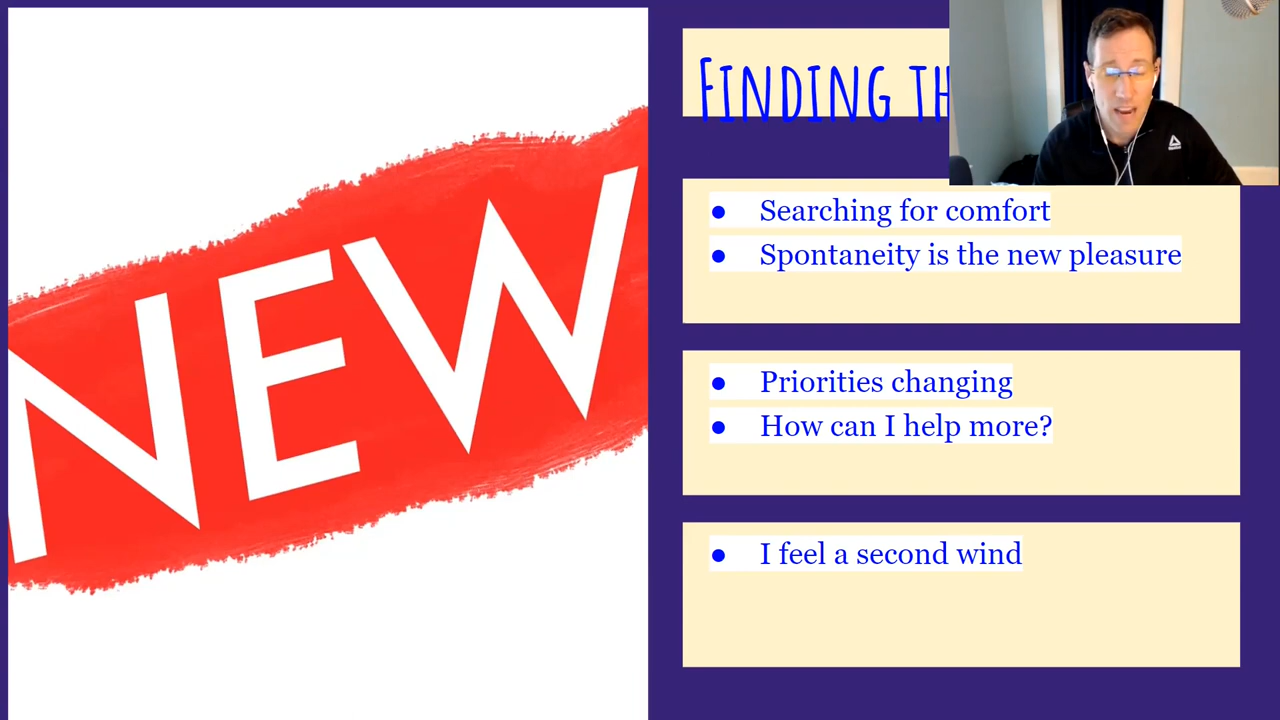 NEW
FINDING
● Searching for comfort
● Spontaneity is the new pleasure
● Priorities changing
● How can I help more?
● I feel a second wind